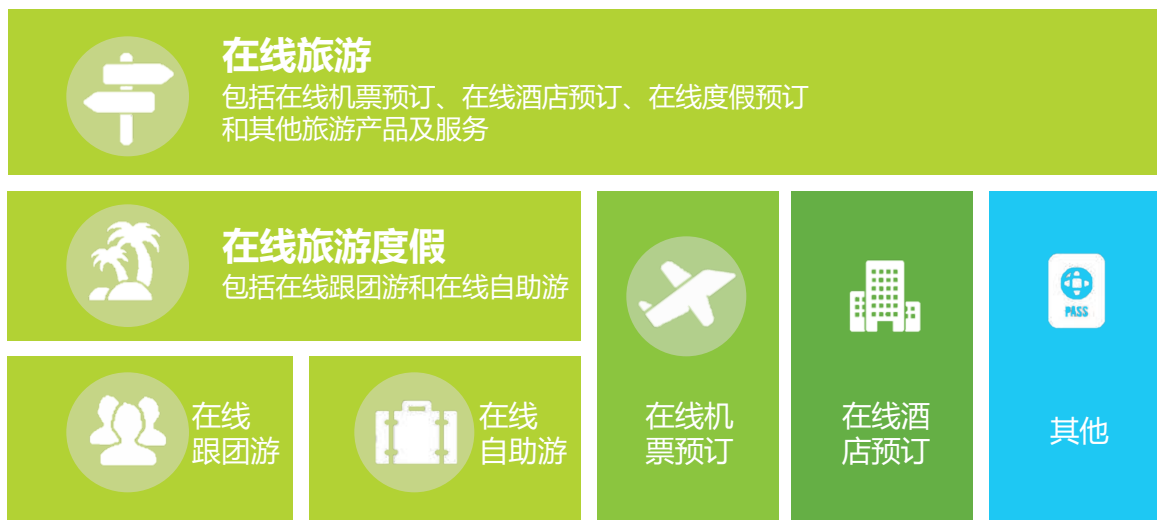 在线旅游
包括在线机票预订、在线酒店预订、在线度假预订
和其他旅游产品及服务
在线旅游度假
包括在线跟团游和在线自助游
在线
跟团游
在线
自助游
在线机
票预订
在线酒
店预订
PASS
其他